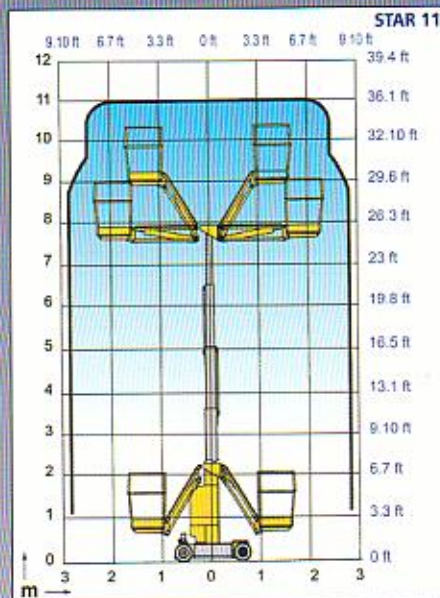 STAR 11
9.10 ft 6.7 ft 3.3 ft 0 ft 3.3 ft 6.7 ft 9.10 ft
12 39.4 ft
11 36.1 ft
10 32.10 ft
9 29.6 ft
8 26.3 ft
7 23 ft
6 19.8 ft
5 16.5 ft
4 13.1 ft
3 9.10 ft
2 6.7 ft
1 3.3 ft
0 0 ft
m 3 2 1 0 1 2 3